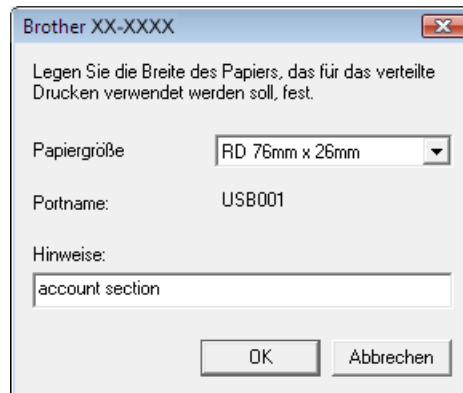 Brother XX-XXXX
Legen Sie die Breite des Papiers, das für das verteilte
Drucken verwendet werden soll, fest.
Papiergröße RD 76mm x 26mm
Portname: USB001
Hinweise:
account section
OK Abbrechen